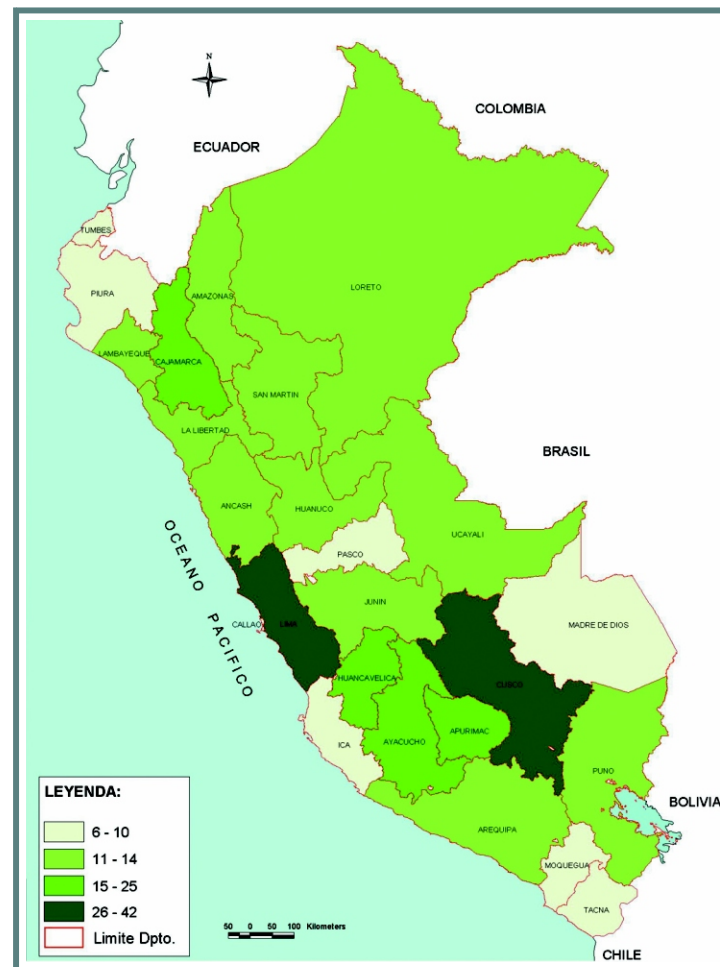 N
COLOMBIA
ECUADOR
TUMBES
PIURA
AMAZONAS
LORETO
LAMBAYEQUE
CAJAMARCA
SAN MARTIN
LA LIBERTAD
BRASIL
ANCASH
HUANUCO
UCAYALI
PASCO
OCEANO PACIFICO
JUNIN
CALLAO
LIMA
MADRE DE DIOS
HUANCAVELICA
CUSCO
APURIMAC
AYACUCHO
ICA
PUNO
BOLIVIA
AREQUIPA
MOQUEGUA
TACNA
CHILE
LEYENDA:
6 - 10
11 - 14
15 - 25
26 - 42
Limite Dpto.
50 0 50 100 Kilometers